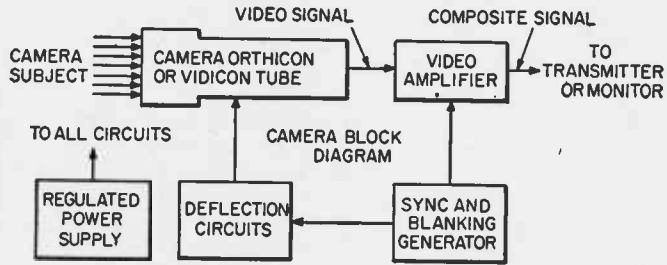 VIDEO SIGNAL
COMPOSITE SIGNAL
CAMERA
SUBJECT
CAMERA ORTHICON
OR VIDICON TUBE
VIDEO
AMPLIFIER
TO
TRANSMITTER
OR MONITOR
TO ALL CIRCUITS
CAMERA BLOCK
DIAGRAM
REGULATED
POWER
SUPPLY
DEFLECTION
CIRCUITS
SYNC AND
BLANKING
GENERATOR